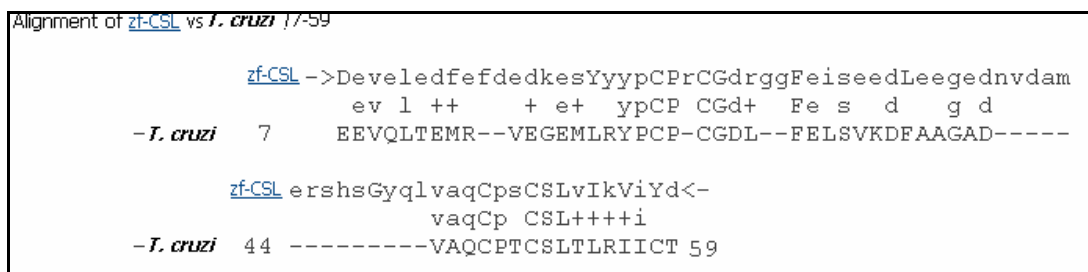 Alignment of zf-CSL vs T. cruzi /7-59
zf-CSL ->DeveledfefdedkesYyypCPrCGdrggFeiseedLeegednvdam
ev l ++ + e+ ypCP CGd+ Fe s d g d
-T. cruzi 7 EEVQLTEMR--VEGEMLRYPCP-CGDL--FELSVKDFAAGAD-----
zf-CSL ershsGyqlvaqCpsCSLvIkViYd<-
vaqCp CSL++++i
-T. cruzi 44 ---------VAQCPTCSLTLRIICT 59